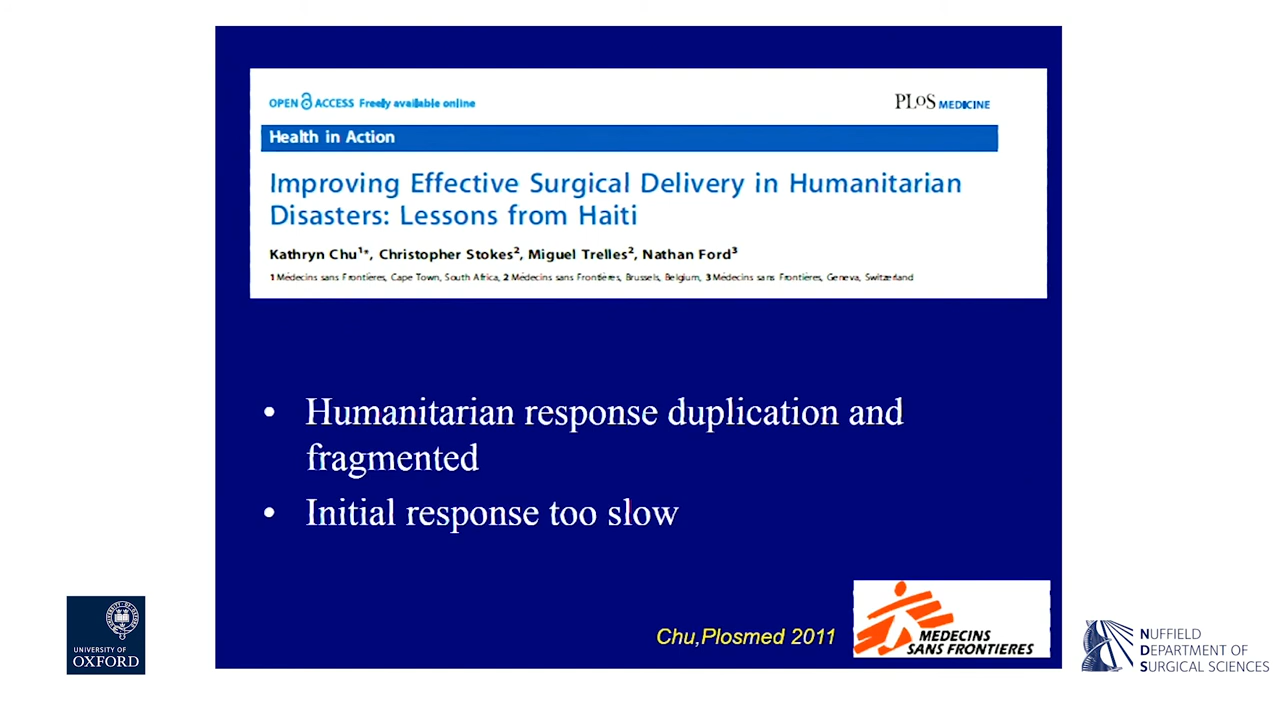 OPEN ACCESS Freely available online
PLoS MEDICINE
Health in Action
Improving Effective Surgical Delivery in Humanitarian
Disasters: Lessons from Haiti
Kathryn Chu1*, Christopher Stokes2, Miguel Trelles2, Nathan Ford3
1 Médecins sans Frontières, Cape Town, South Africa, 2 Médecins sans Frontières, Brussels, Belgium, 3 Médecins sans Frontières, Geneva, Switzerland
• Humanitarian response duplication and
fragmented
• Initial response too slow
Chu,Plosmed 2011
MEDECINS
SANS FRONTIERES
UNIVERSITY OF
OXFORD
NUFFIELD
DEPARTMENT OF
SURGICAL SCIENCES